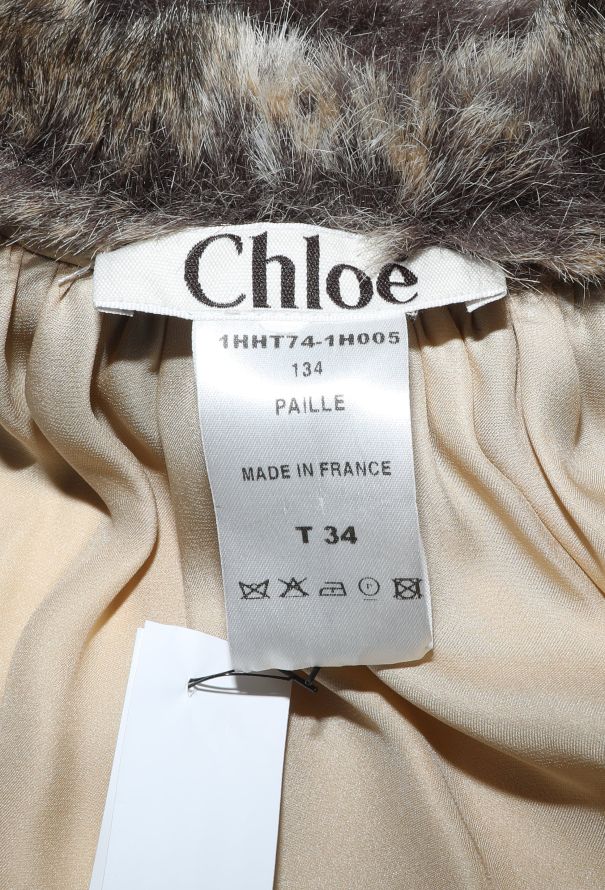 Chloe
1HHT74-1H005
134
PAILLE
MADE IN FRANCE
T 34
P